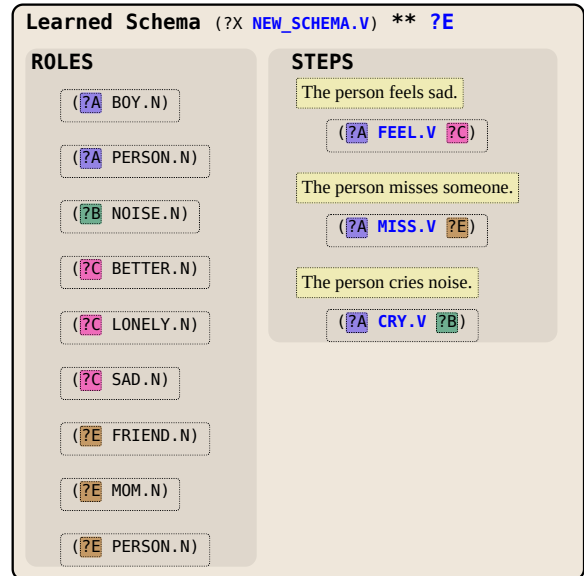 Learned Schema (?X NEW_SCHEMA.V) ** ?E
ROLES
(?A BOY.N)
(?A PERSON.N)
(?B NOISE.N)
(?C BETTER.N)
(?C LONELY.N)
(?C SAD.N)
(?E FRIEND.N)
(?E MOM.N)
(?E PERSON.N)
STEPS
The person feels sad.
(?A FEEL.V ?C)
The person misses someone.
(?A MISS.V ?E)
The person cries noise.
(?A CRY.V ?B)